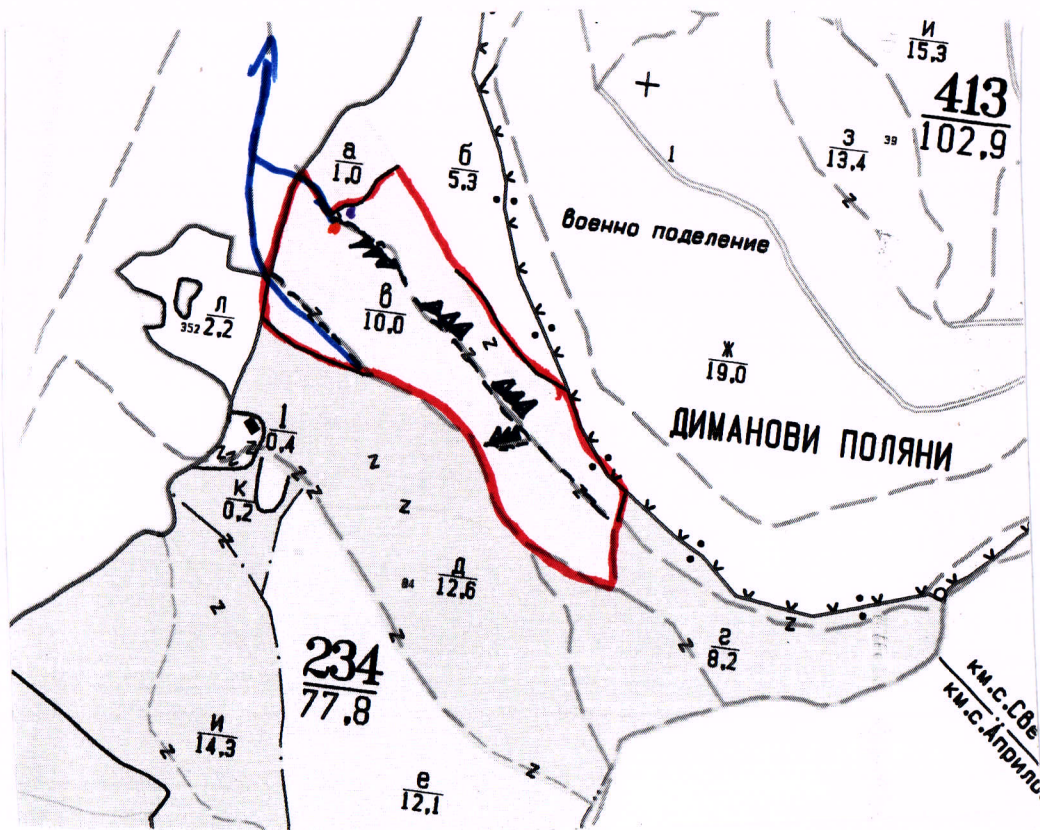 и
15,3
413
102,9
з
13,4
39
1
а
1,0
б
5,3
военно поделение
л
2,2
352
в
10,0
ж
19,0
ДИМАНОВИ ПОЛЯНИ
1
0,4
к
0,2
д
12,6
84
234
77,8
г
8,2
и
14,3
е
12,1
км.с.Све
км.с.Априло